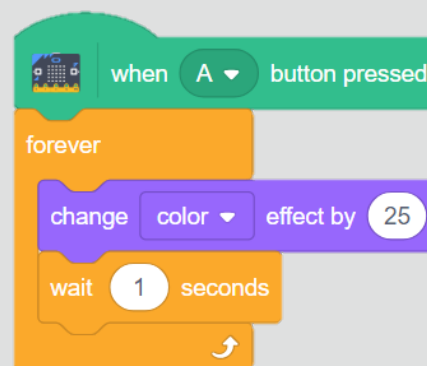 when A button pressed
forever
change color effect by 25
wait 1 seconds